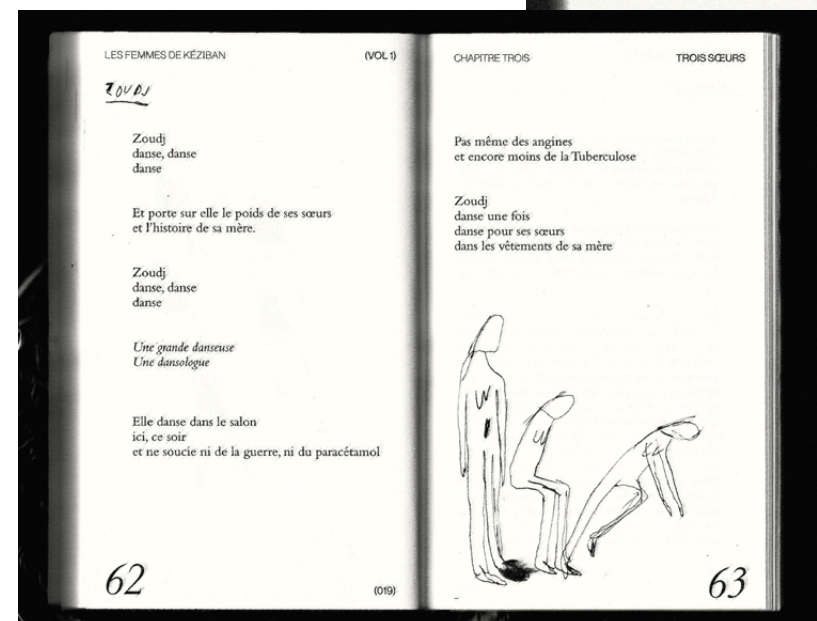 LES FEMMES DE KÉZIBAN
(VOL 1)
ZOUDJ
Zoudj
danse, danse
danse
Et porte sur elle le poids de ses sœurs
et l'histoire de sa mère.
Zoudj
danse, danse
danse
Une grande danseuse
Une dansologue
Elle danse dans le salon
ici, ce soir
et ne soucie ni de la guerre, ni du paracétamol
62
(019)
CHAPITRE TROIS
TROIS SŒURS
Pas même des angines
et encore moins de la Tuberculose
Zoudj
danse une fois
danse pour ses sœurs
dans les vêtements de sa mère
63